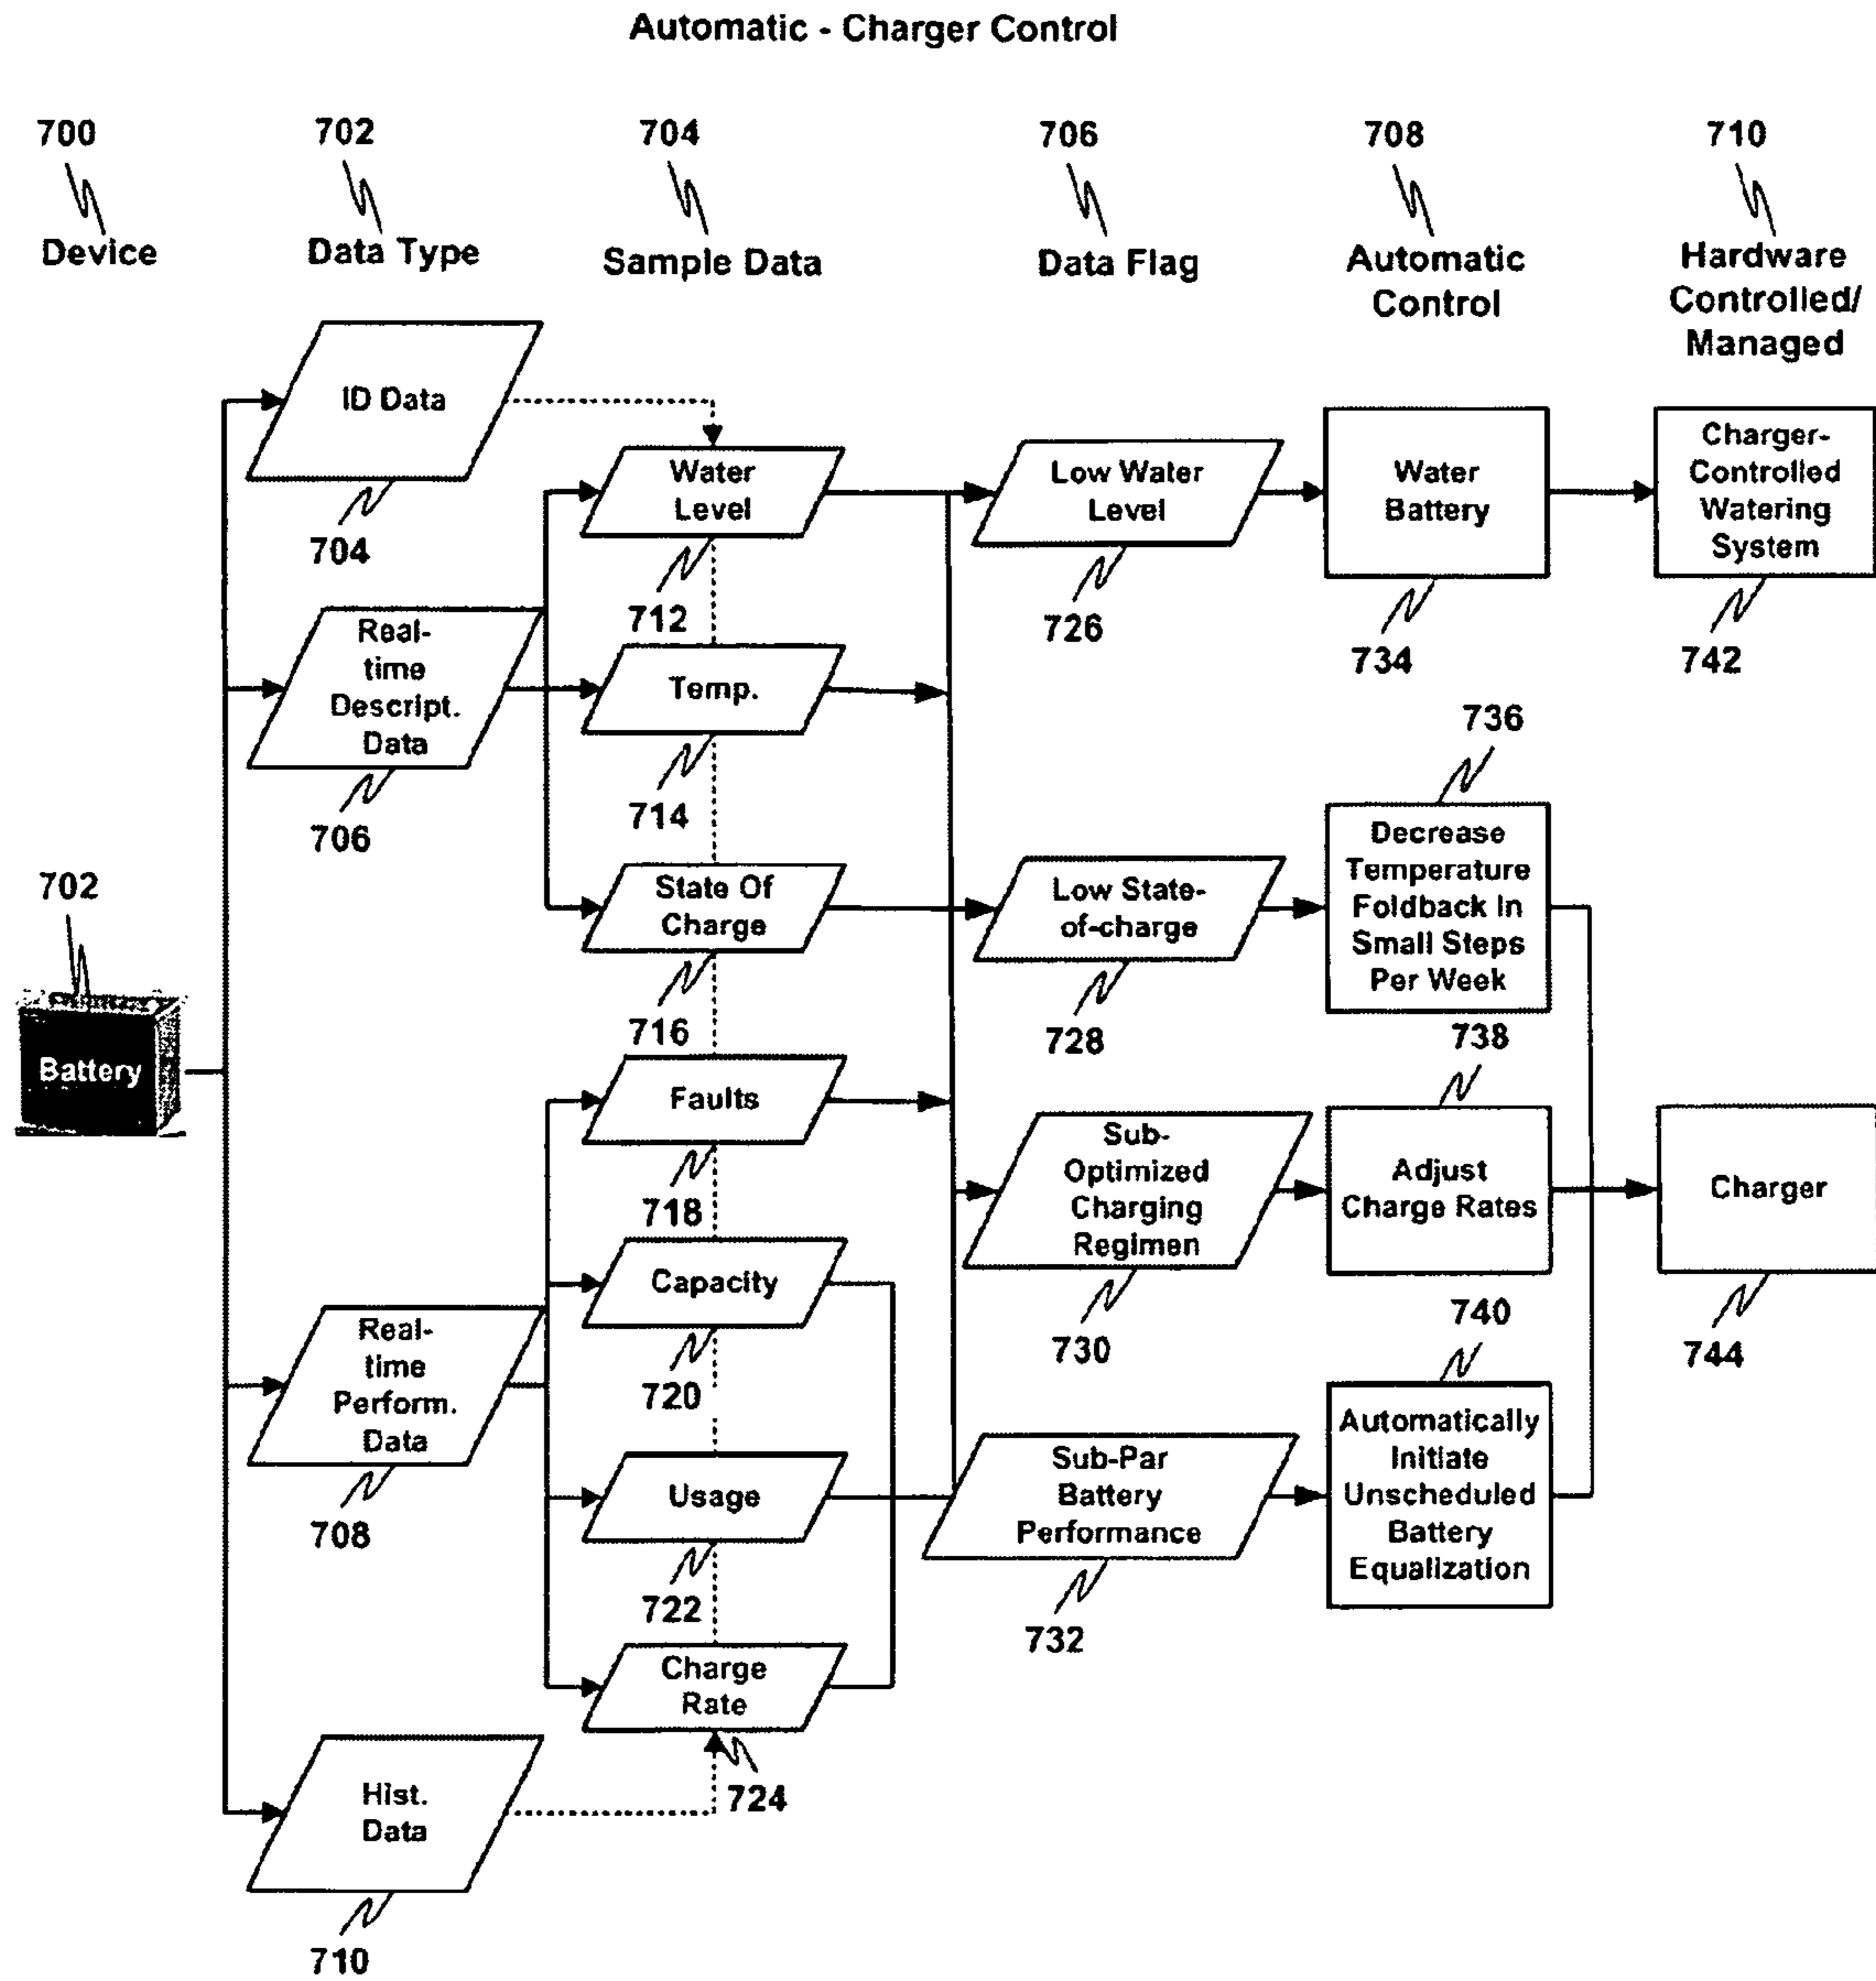 Automatic - Charger Control
700
702
704
706
708
710
Device
Data Type
Sample Data
Data Flag
Automatic
Control
Hardware
Controlled/
Managed
ID Data
704
Real-
time
Descript.
Data
706
702
Battery
Real-
time
Perform.
Data
708
Hist.
Data
710
Water
Level
712
Temp.
714
State Of
Charge
716
Faults
718
Capacity
720
Usage
722
Charge
Rate
724
Low Water
Level
726
Low State-
of-charge
728
Sub-
Optimized
Charging
Regimen
730
Sub-Par
Battery
Performance
732
Water
Battery
734
736
Decrease
Temperature
Foldback In
Small Steps
Per Week
738
Adjust
Charge Rates
740
Automatically
Initiate
Unscheduled
Battery
Equalization
Charger-
Controlled
Watering
System
742
Charger
744